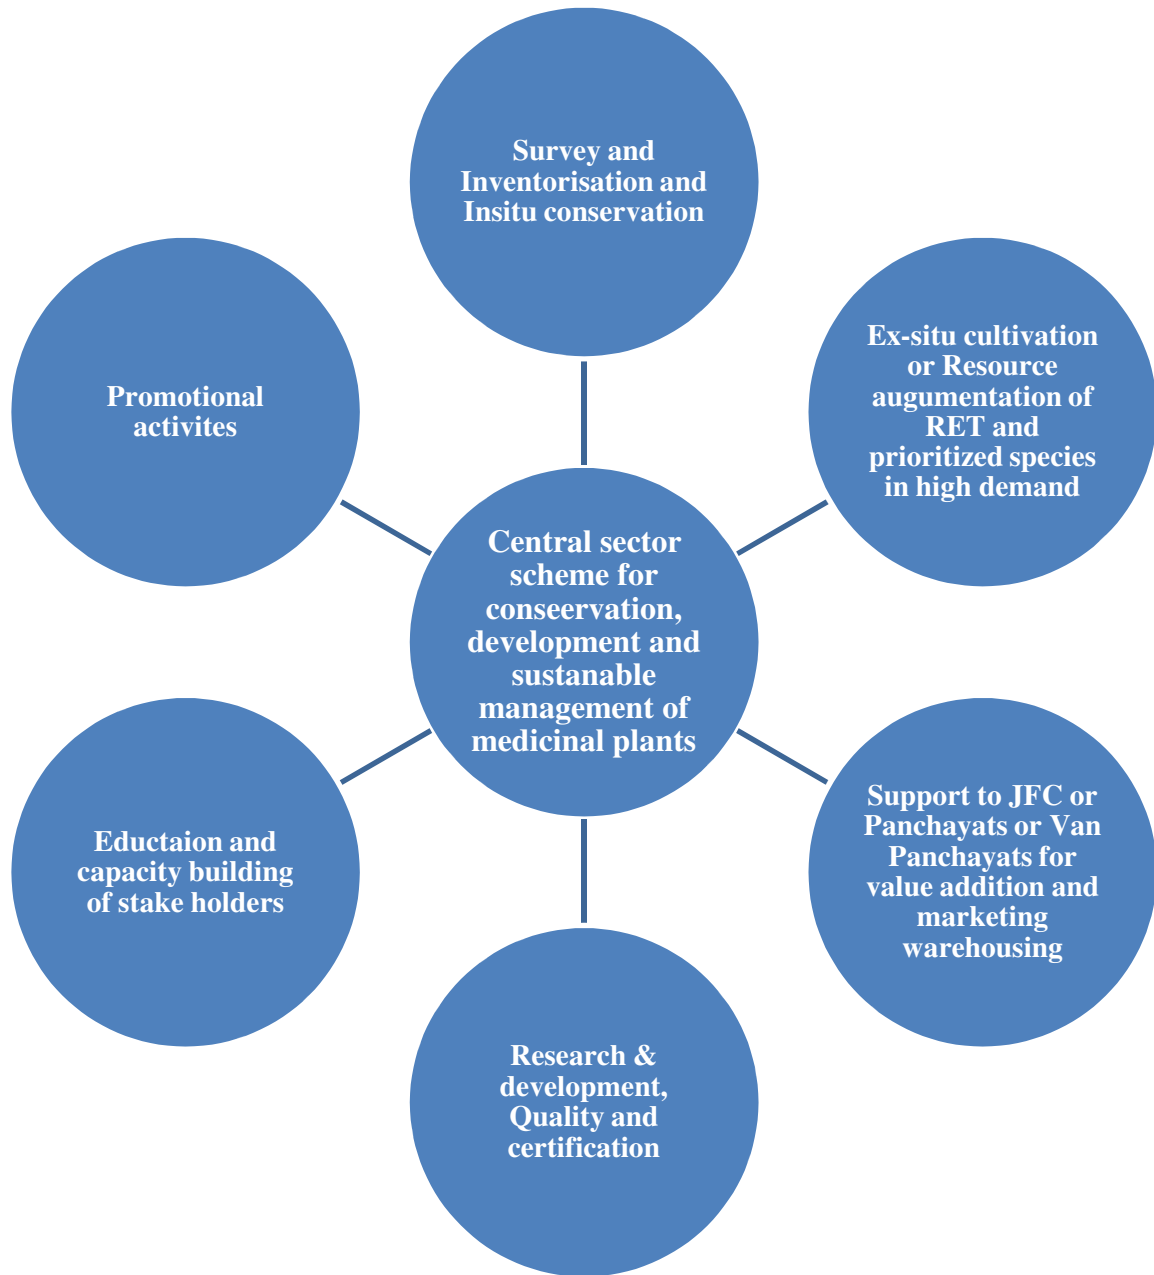 Survey and
Inventorisation and
Insitu conservation
Ex-situ cultivation
or Resource
augumentation of
RET and
prioritized species
in high demand
Promotional
activites
Central sector
scheme for
conseervation,
development and
sustanable
management of
medicinal plants
Support to JFC or
Panchayats or Van
Panchayats for
value addition and
marketing
warehousing
Eductaion and
capacity building
of stake holders
Research &
development,
Quality and
certification